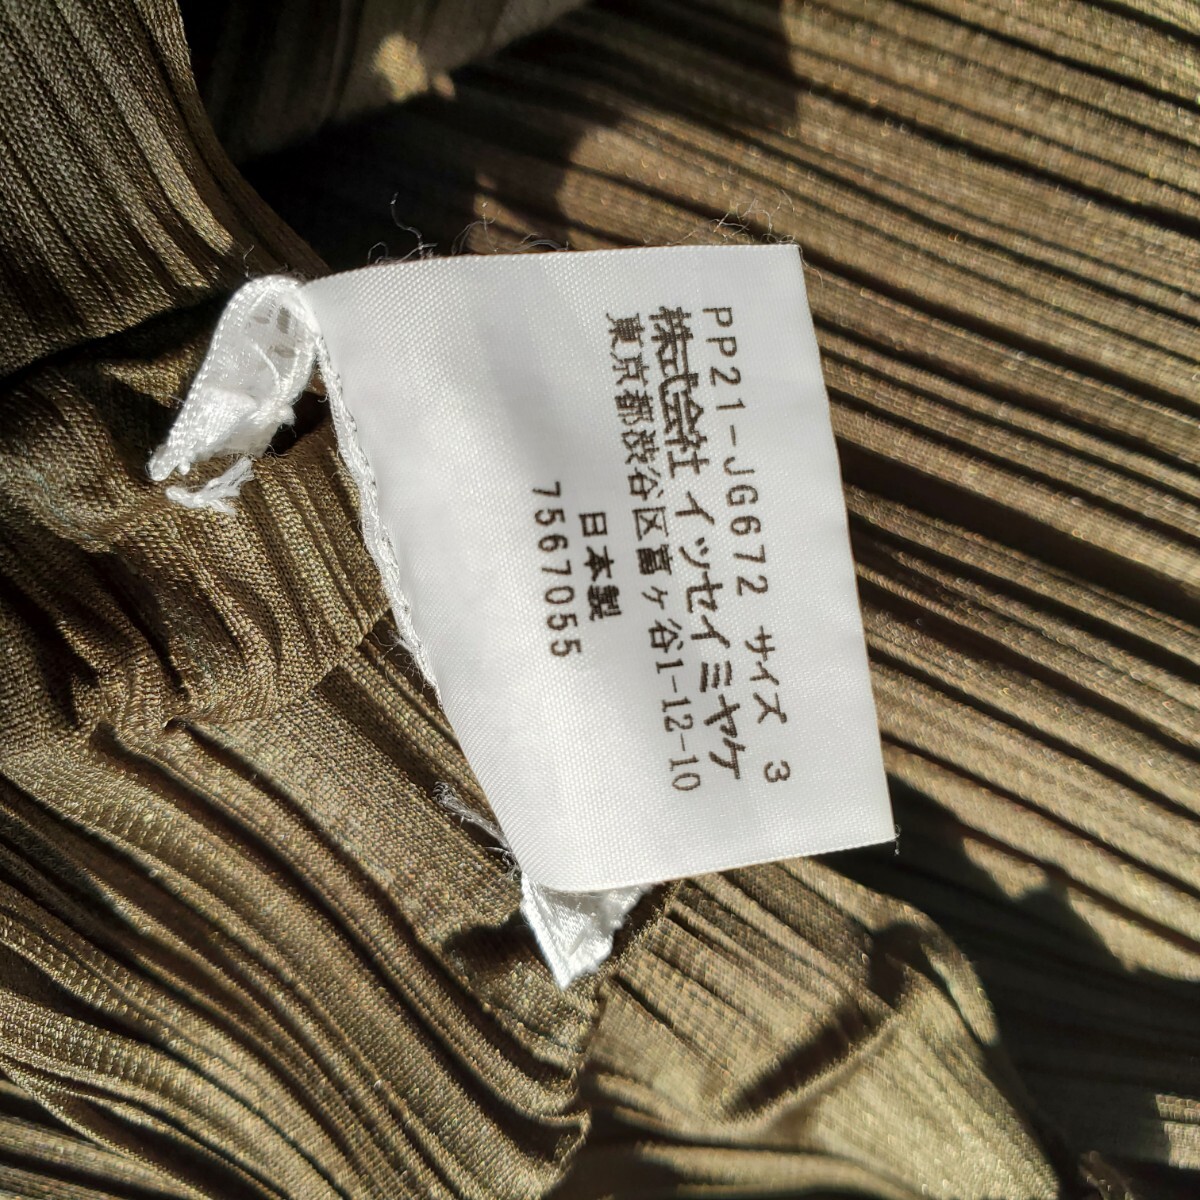 PP21-JG672 サイズ 3
株式会社 イッセイミヤケ
東京都渋谷区富ヶ谷1-12-10
日本製
7567055